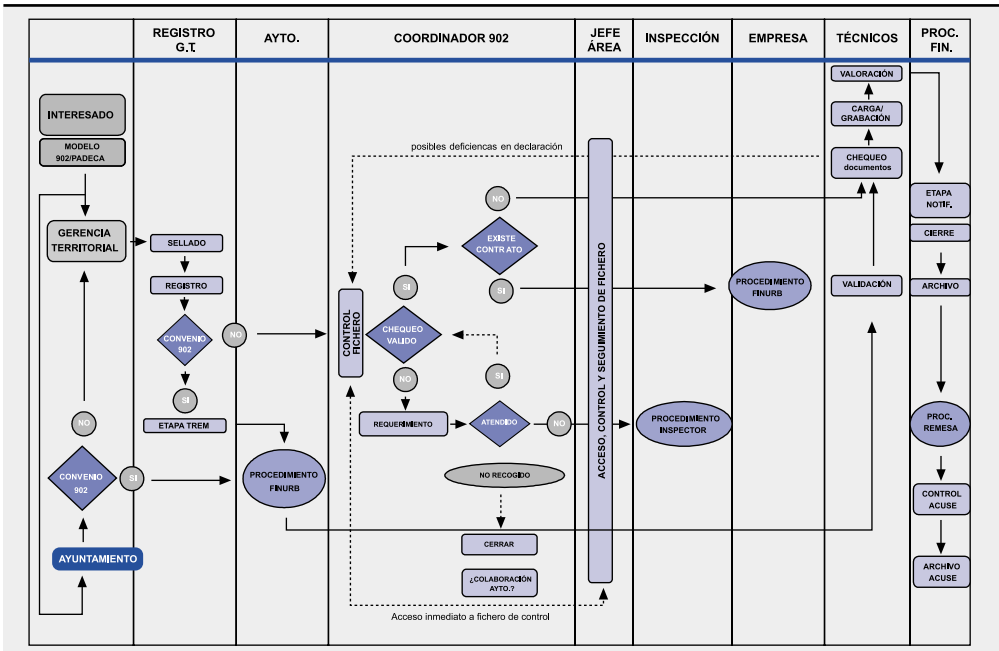 REGISTRO
G.T.
AYTO.
COORDINADOR 902
JEFE
ÁREA
INSPECCIÓN
EMPRESA
TÉCNICOS
PROC.
FIN.
INTERESADO
MODELO
902/PADECA
GERENCIA
TERRITORIAL
NO
CONVENIO
902
SI
AYUNTAMIENTO
SELLADO
REGISTRO
CONVENIO
902
NO
SI
ETAPA TREM
PROCEDIMIENTO
FINURB
posibles deficiencas en declaración
NO
EXISTE
CONTRATO
SI
SI
CONTROL
FICHERO
CHEQUEO
VALIDO
NO
SI
REQUERIMIENTO
ATENDIDO
NO
NO RECOGIDO
CERRAR
¿COLABORACIÓN
AYTO.?
Acceso inmediato a fichero de control
ACCESO, CONTROL Y SEGUIMIENTO DE FICHERO
PROCEDIMIENTO
INSPECTOR
PROCEDIMIENTO
FINURB
VALORACIÓN
CARGA/
GRABACIÓN
CHEQUEO
documentos
VALIDACIÓN
ETAPA
NOTIF.
CIERRE
ARCHIVO
PROC.
REMESA
CONTROL
ACUSE
ARCHIVO
ACUSE